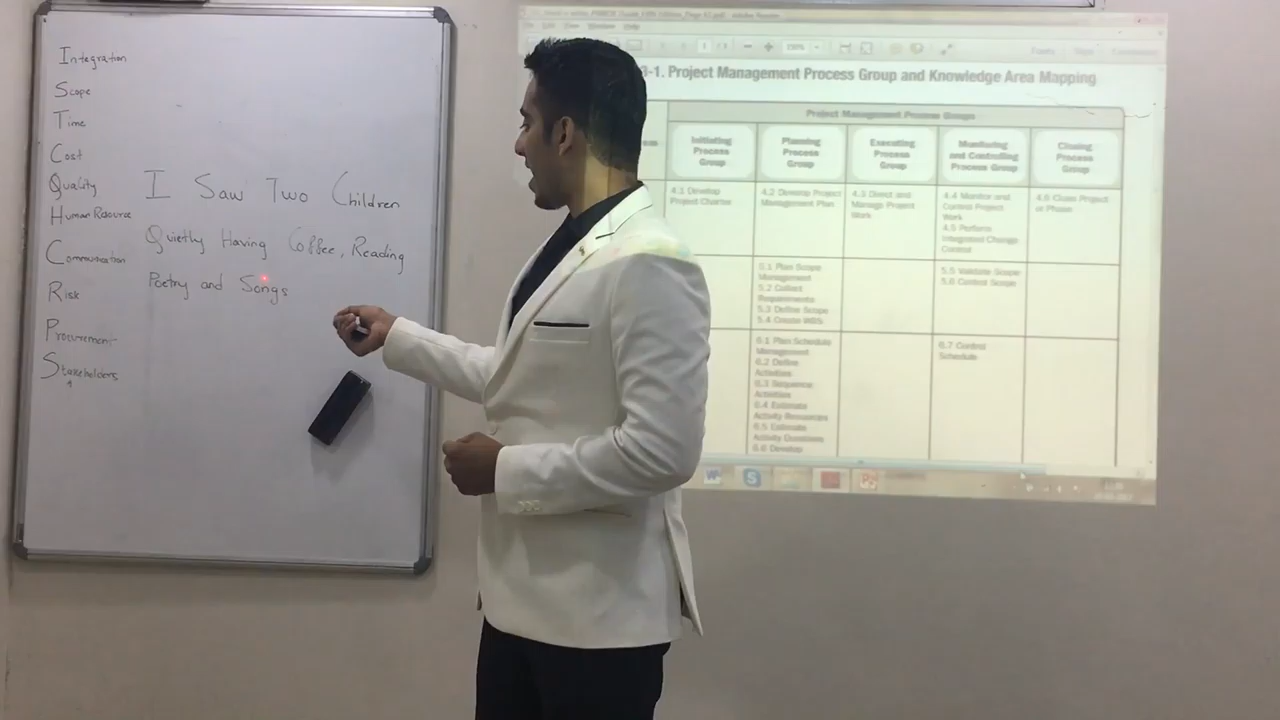 Integration
Scope
Time
Cost
Quality
Human Resource
Communication
Risk
Procurement
Stakeholders
I Saw Two Children
Quietly Having Coffee, Reading
Poetry and Songs
3-1. Project Management Process Group and Knowledge Area Mapping
Project Management Process Groups
Initiating
Process
Group
Planning
Process
Group
Executing
Process
Group
Monitoring
and Controlling
Process Group
Closing
Process
Group
4.1 Develop
Project Charter
4.2 Develop Project
Management Plan
4.3 Direct and
Manage Project
Work
4.4 Monitor and
Control Project
Work
4.5 Perform
Integrated Change
Control
4.6 Close Project
or Phase
5.1 Plan Scope
Management
5.2 Collect
Requirements
5.3 Define Scope
5.4 Create WBS
5.5 Validate Scope
5.6 Control Scope
6.1 Plan Schedule
Management
6.2 Define
Activities
6.3 Sequence
Activities
6.4 Estimate
Activity Resources
6.5 Estimate
Activity Durations
6.6 Develop
6.7 Control
Schedule